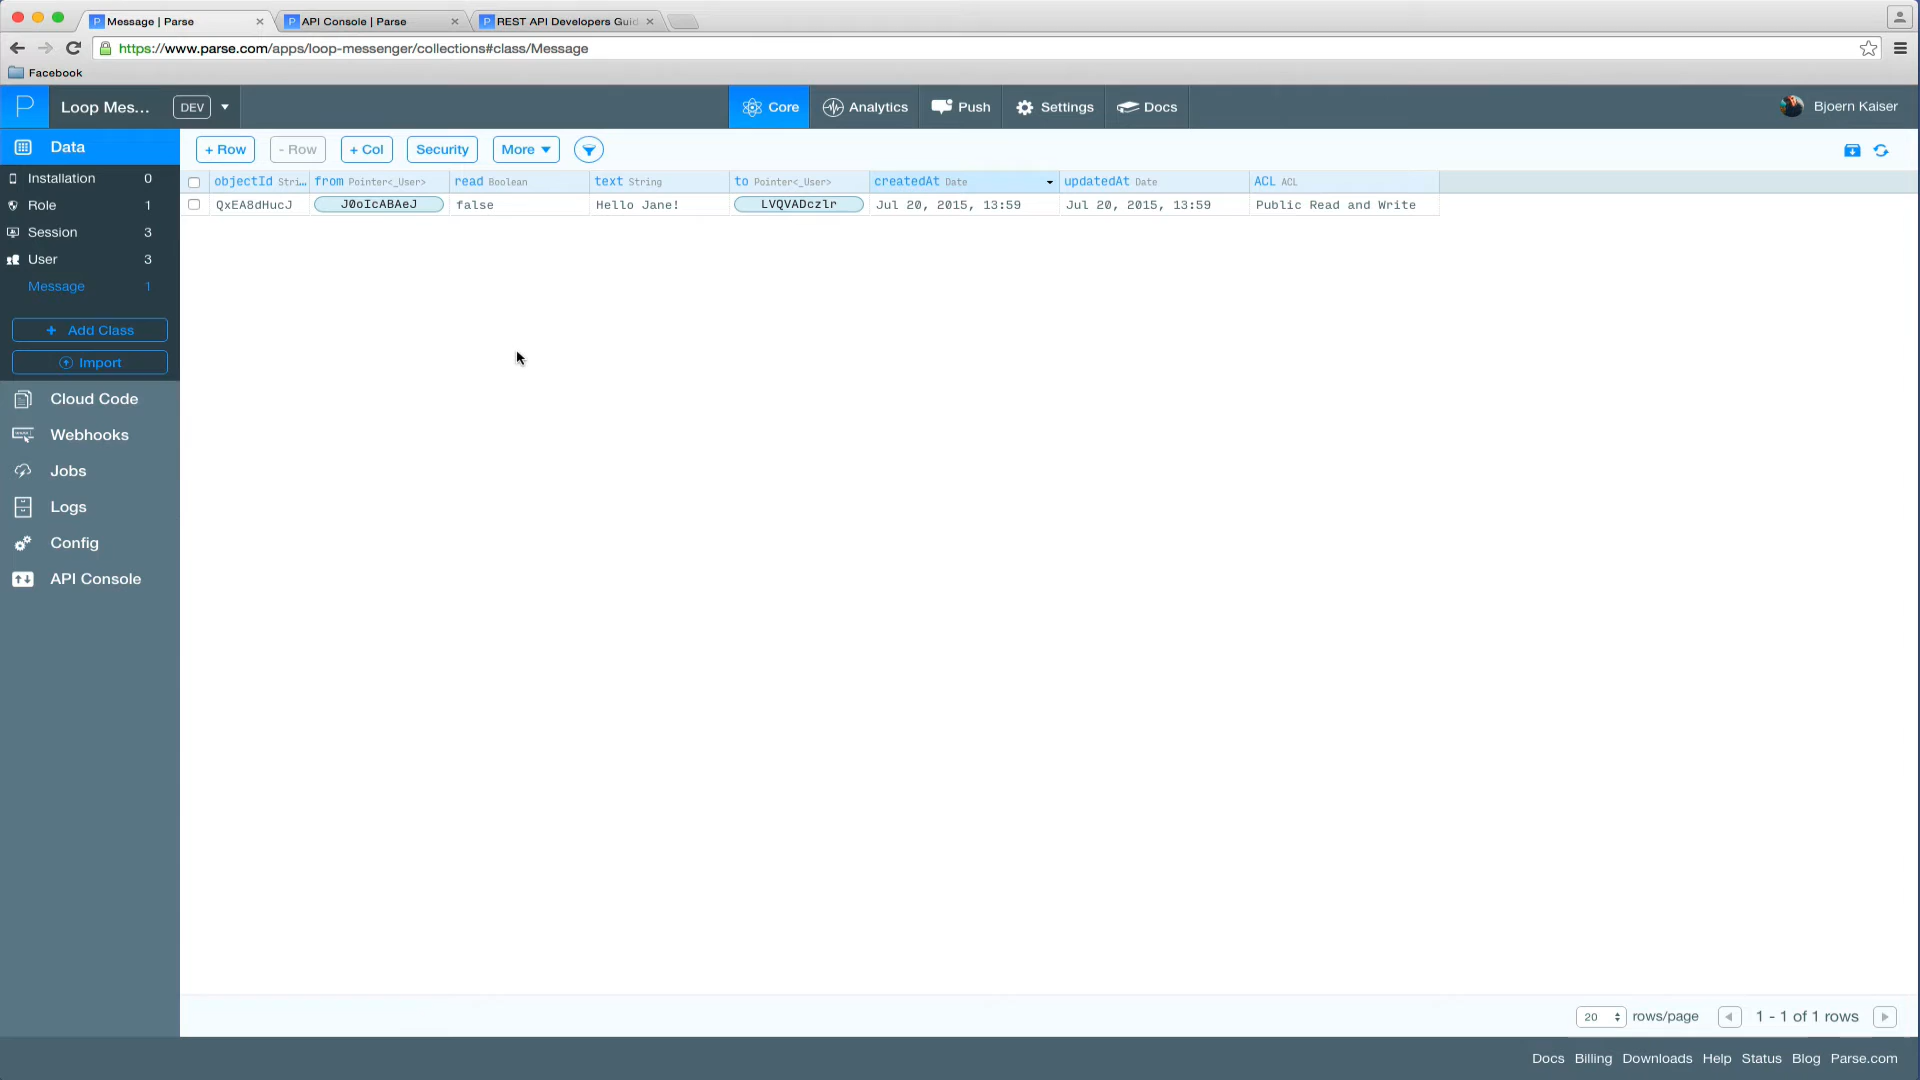 Message | Parse
API Console | Parse
REST API Developers Guid
https://www.parse.com/apps/loop-messenger/collections#class/Message
Facebook
Loop Mes... DEV
Core Analytics Push Settings Docs
Bjoern Kaiser
Data
Installation 0
Role 1
Session 3
User 3
Message 1
+ Add Class
Import
Cloud Code
Webhooks
Jobs
Logs
Config
API Console
+ Row - Row + Col Security More
objectId Stri... from Pointer<_User> read Boolean text String to Pointer<_User> createdAt Date updatedAt Date ACL ACL
QxEA8dHucJ J0oIcABAeJ false Hello Jane! LVQVADczlr Jul 20, 2015, 13:59 Jul 20, 2015, 13:59 Public Read and Write
20 rows/page 1 - 1 of 1 rows
Docs Billing Downloads Help Status Blog Parse.com